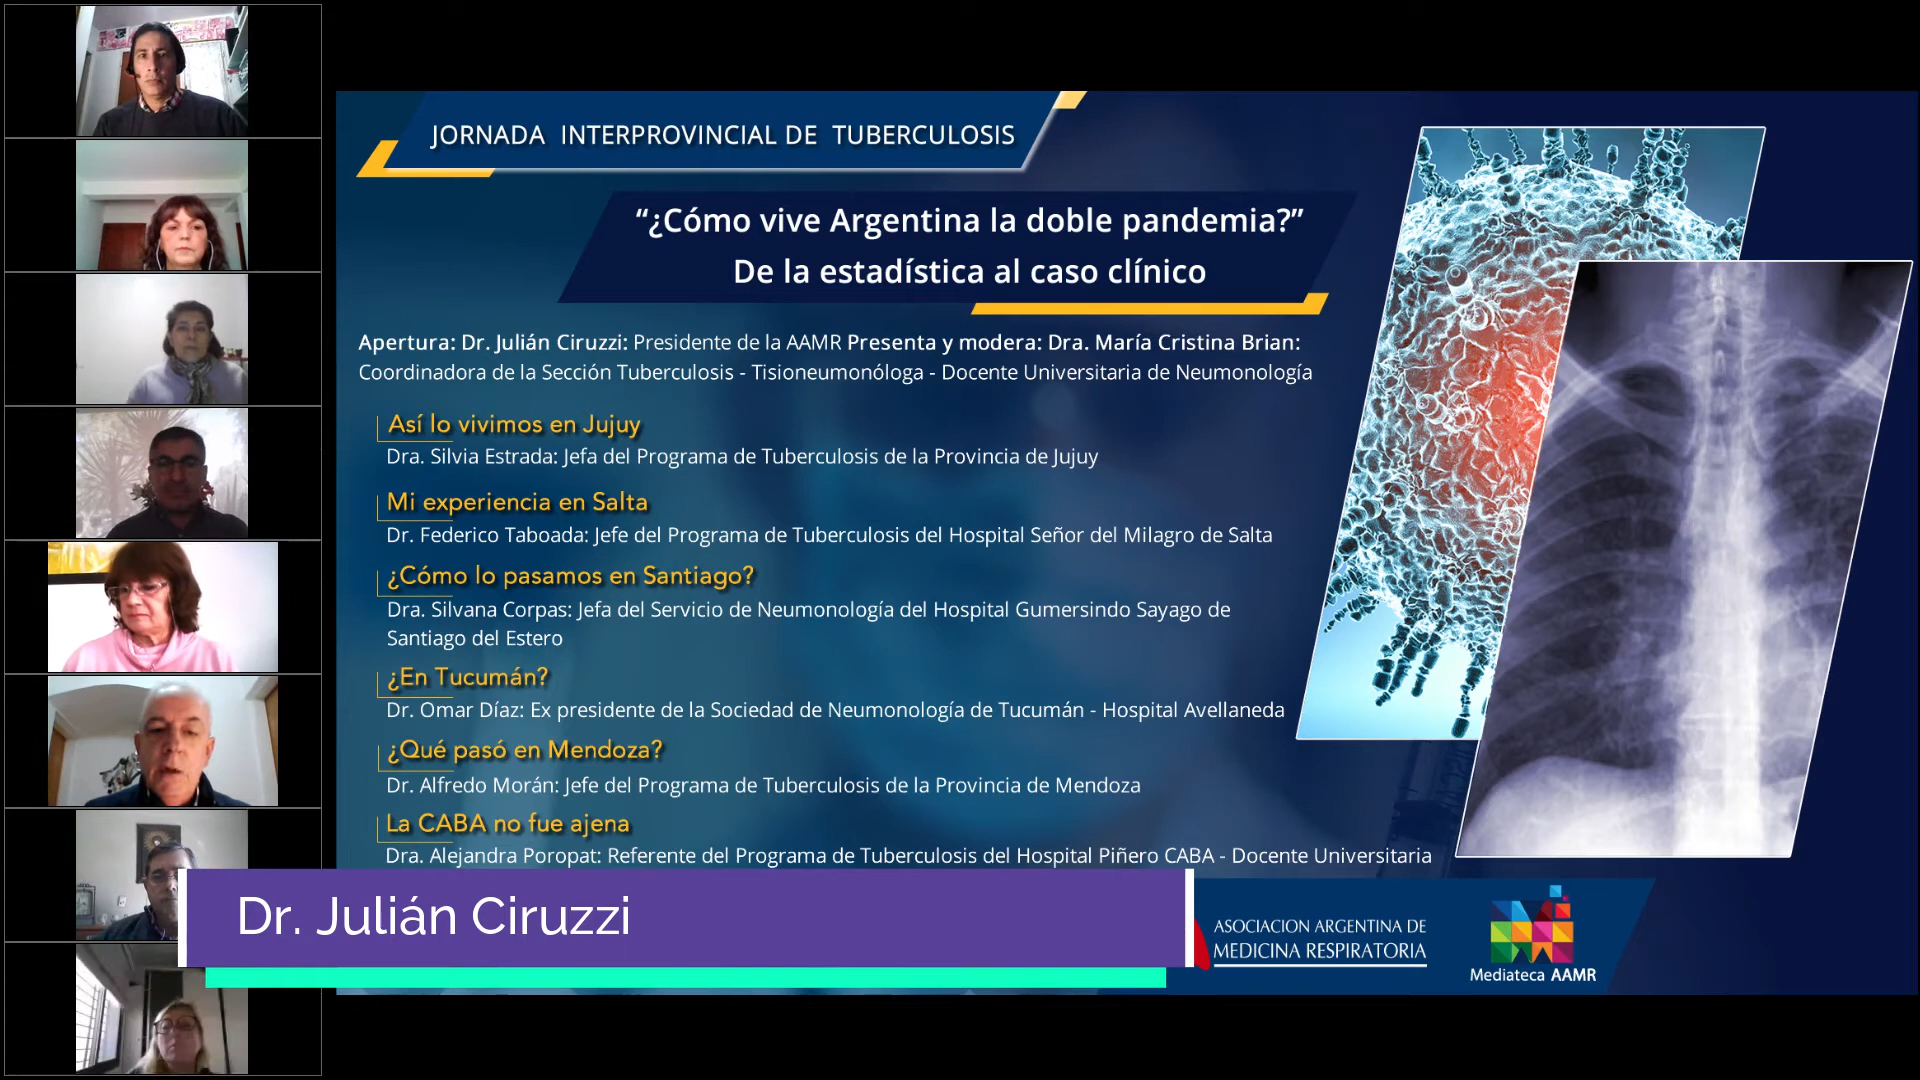 JORNADA INTERPROVINCIAL DE TUBERCULOSIS
“¿Cómo vive Argentina la doble pandemia?”
De la estadística al caso clínico
Apertura: Dr. Julián Ciruzzi: Presidente de la AAMR Presenta y modera: Dra. María Cristina Brian:
Coordinadora de la Sección Tuberculosis - Tisioneumonóloga - Docente Universitaria de Neumonología
Así lo vivimos en Jujuy
Dra. Silvia Estrada: Jefa del Programa de Tuberculosis de la Provincia de Jujuy
Mi experiencia en Salta
Dr. Federico Taboada: Jefe del Programa de Tuberculosis del Hospital Señor del Milagro de Salta
¿Cómo lo pasamos en Santiago?
Dra. Silvana Corpas: Jefa del Servicio de Neumonología del Hospital Gumersindo Sayago de
Santiago del Estero
¿En Tucumán?
Dr. Omar Díaz: Ex presidente de la Sociedad de Neumonología de Tucumán - Hospital Avellaneda
¿Qué pasó en Mendoza?
Dr. Alfredo Morán: Jefe del Programa de Tuberculosis de la Provincia de Mendoza
La CABA no fue ajena
Dra. Alejandra Poropat: Referente del Programa de Tuberculosis del Hospital Piñero CABA - Docente Universitaria
Dr. Julián Ciruzzi
ASOCIACION ARGENTINA DE
MEDICINA RESPIRATORIA
Mediateca AAMR